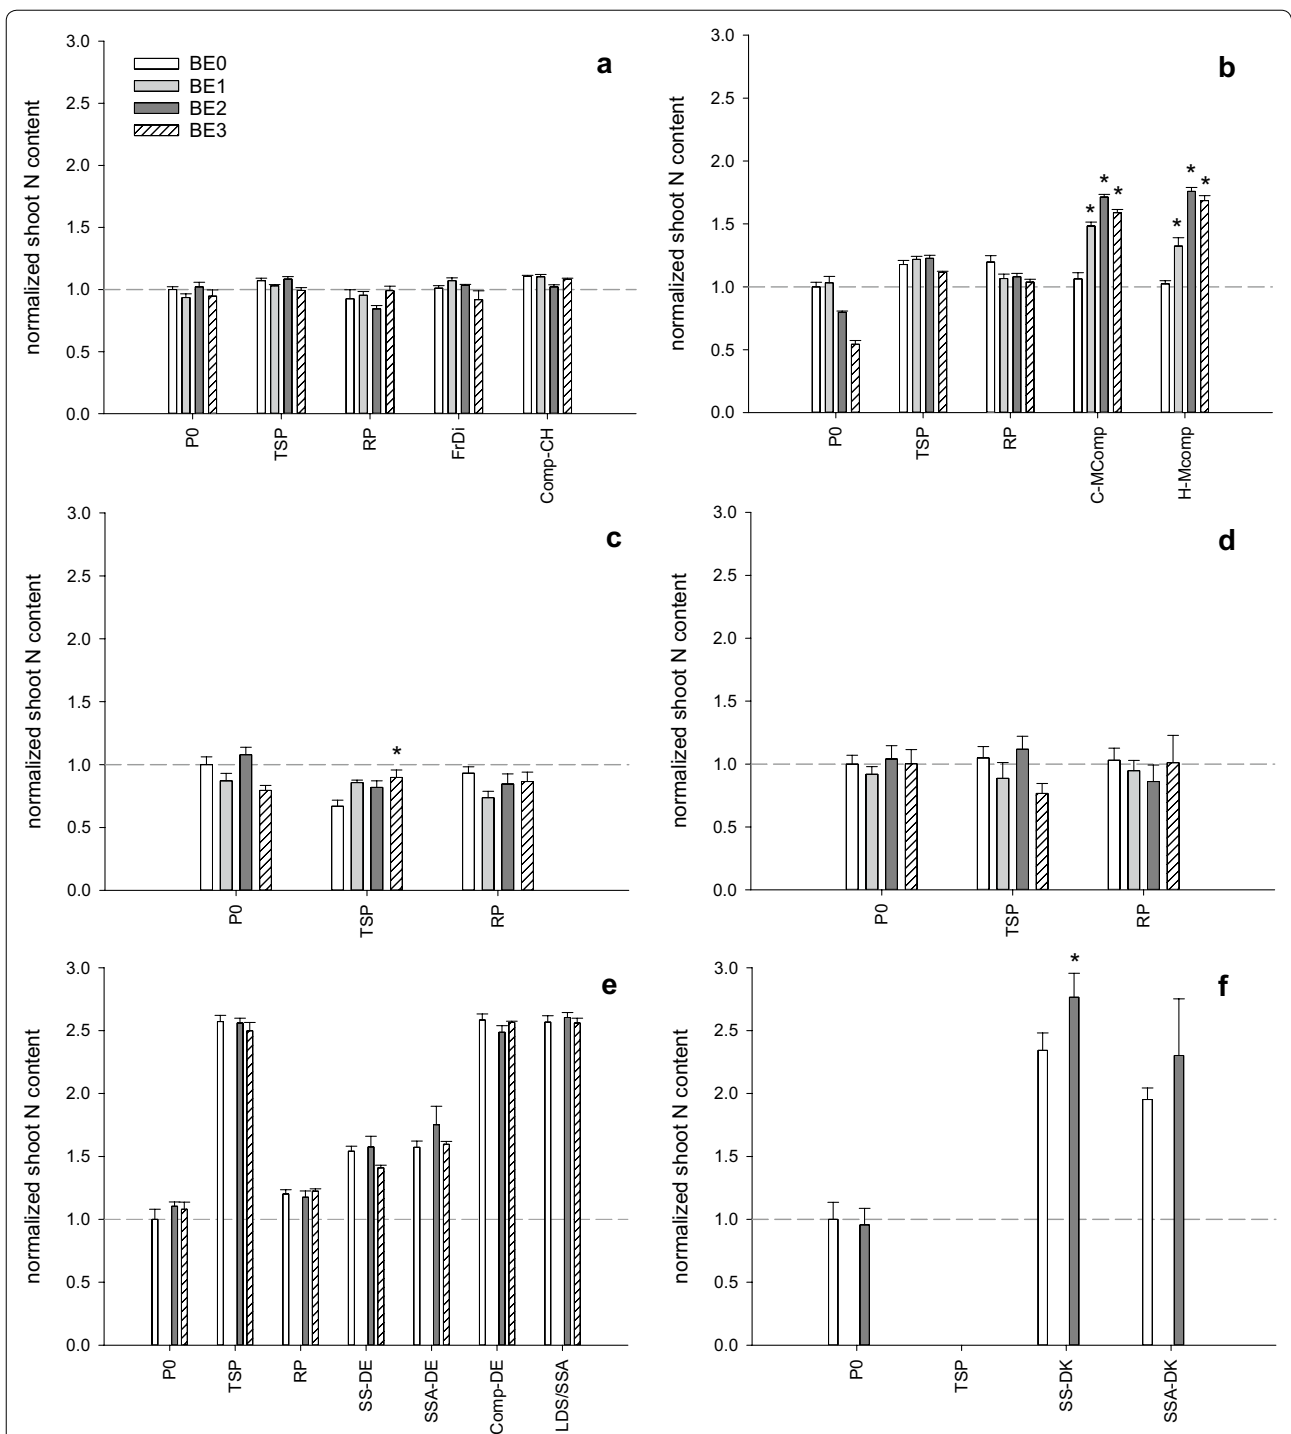 a
normalized shoot N content
3.0
2.5
2.0
1.5
1.0
0.5
0.0
BE0
BE1
BE2
BE3
P0
TSP
RP
FrDi
Comp-CH
b
normalized shoot N content
3.0
2.5
2.0
1.5
1.0
0.5
0.0
* * * * * *
P0
TSP
RP
C-MComp
H-Mcomp
c
normalized shoot N content
3.0
2.5
2.0
1.5
1.0
0.5
0.0
*
P0
TSP
RP
d
normalized shoot N content
3.0
2.5
2.0
1.5
1.0
0.5
0.0
P0
TSP
RP
e
normalized shoot N content
3.0
2.5
2.0
1.5
1.0
0.5
0.0
P0
TSP
RP
SS-DE
SSA-DE
Comp-DE
LDS/SSA
f
normalized shoot N content
3.0
2.5
2.0
1.5
1.0
0.5
0.0
*
P0
TSP
SS-DK
SSA-DK